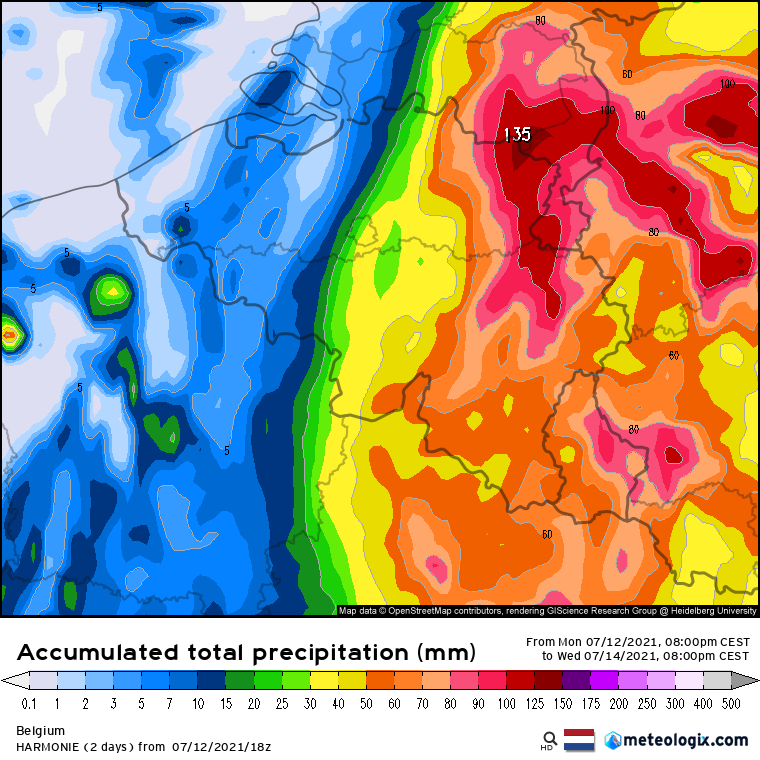 5
80
60
100
100
80
135
5
80
5
5
60
5
80
5
60
Map data © OpenStreetMap contributors, rendering GIScience Research Group @ Heidelberg University
Accumulated total precipitation (mm)
From Mon 07/12/2021, 08:00pm CEST
to Wed 07/14/2021, 08:00pm CEST
0.1 1 2 3 5 7 10 15 20 25 30 40 50 60 70 80 90 100 125 150 175 200 225 250 300 400 500
Belgium
HARMONIE (2 days) from 07/12/2021/18z
HD
meteologix.com